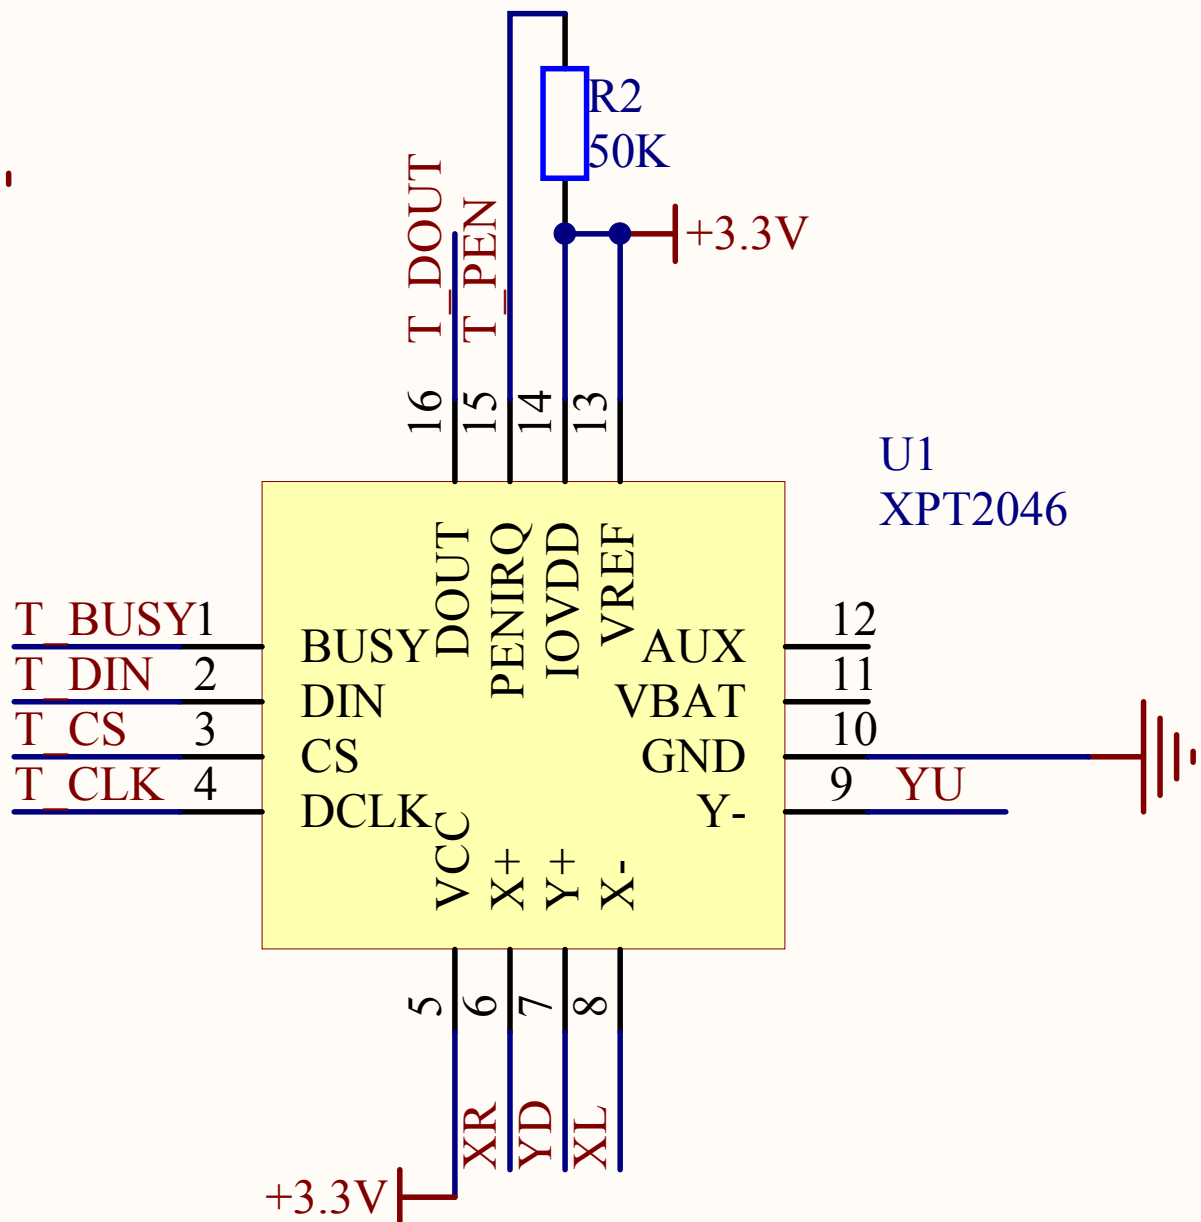 R2
50K
+3.3V
T_DOUT
T_PEN
16
15
14
13
U1
XPT2046
DOUT
PENIRQ
IOVDD
VREF
T_BUSY 1
BUSY
T_DIN 2
DIN
T_CS 3
CS
T_CLK 4
DCLK
AUX
12
VBAT
11
GND
10
Y-
9
YU
VCC
X+
Y+
X-
5
6
7
8
XR
YD
XL
+3.3V